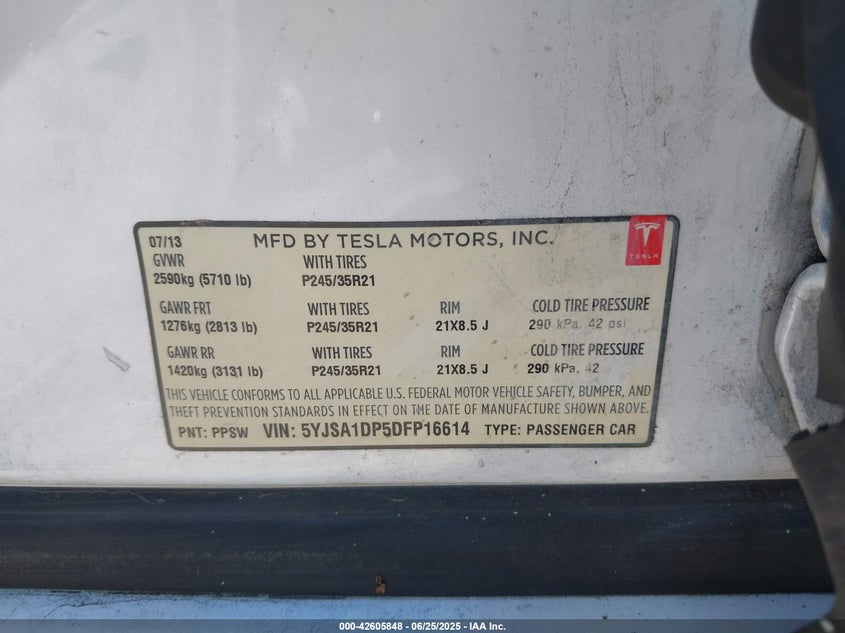 07/13 MFD BY TESLA MOTORS, INC.
TESLA
GVWR WITH TIRES
2590kg (5710 lb) P245/35R21
GAWR FRT WITH TIRES RIM COLD TIRE PRESSURE
1276kg (2813 lb) P245/35R21 21X8.5 J 290 kPa, 42 psi
GAWR RR WITH TIRES RIM COLD TIRE PRESSURE
1420kg (3131 lb) P245/35R21 21X8.5 J 290 kPa, 42
THIS VEHICLE CONFORMS TO ALL APPLICABLE U.S. FEDERAL MOTOR VEHICLE SAFETY, BUMPER, AND
THEFT PREVENTION STANDARDS IN EFFECT ON THE DATE OF MANUFACTURE SHOWN ABOVE.
PNT: PPSW VIN: 5YJSA1DP5DFP16614 TYPE: PASSENGER CAR
000-42605848 - 06/25/2025 - IAA Inc.